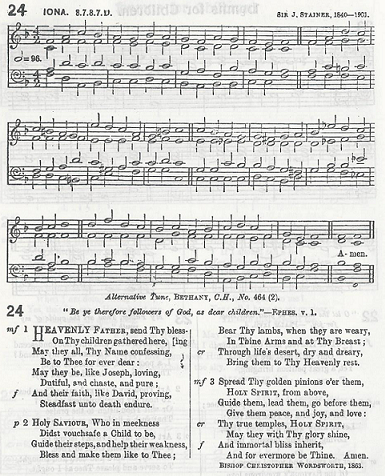 24 IONA. 8.7.8.7.D. SIR J. STAINER, 1840—1901.
=96.
A- men.
Alternative Tune, BETHANY, C.H., No. 464 (2).
24 "Be ye therefore followers of God, as dear children."—EPHES. v. 1.
mf 1 HEAVENLY FATHER, send Thy bless-
On Thy children gathered here, [ing
May they all, Thy Name confessing,
Be to Thee for ever dear;
May they be, like Joseph, loving,
Dutiful, and chaste, and pure;
f And their faith, like David, proving,
Steadfast unto death endure.
p 2 Holy SAVIOUR, Who in meekness
Didst vouchsafe a Child to be,
Guide their steps, and help their weakness,
Bless and make them like to Thee;
Bear Thy lambs, when they are weary,
In Thine Arms and at Thy Breast;
cr Through life's desert, dry and dreary,
Bring them to Thy Heavenly rest.
mf 3 Spread Thy golden pinions o'er them,
HOLY SPIRIT, from above,
Guide them, lead them, go before them,
Give them peace, and joy, and love:
cr Thy true temples, HOLY SPIRIT,
May they with Thy glory shine,
f And immortal bliss inherit,
And for evermore be Thine. Amen.
BISHOP CHRISTOPHER WORDSWORTH, 1863.